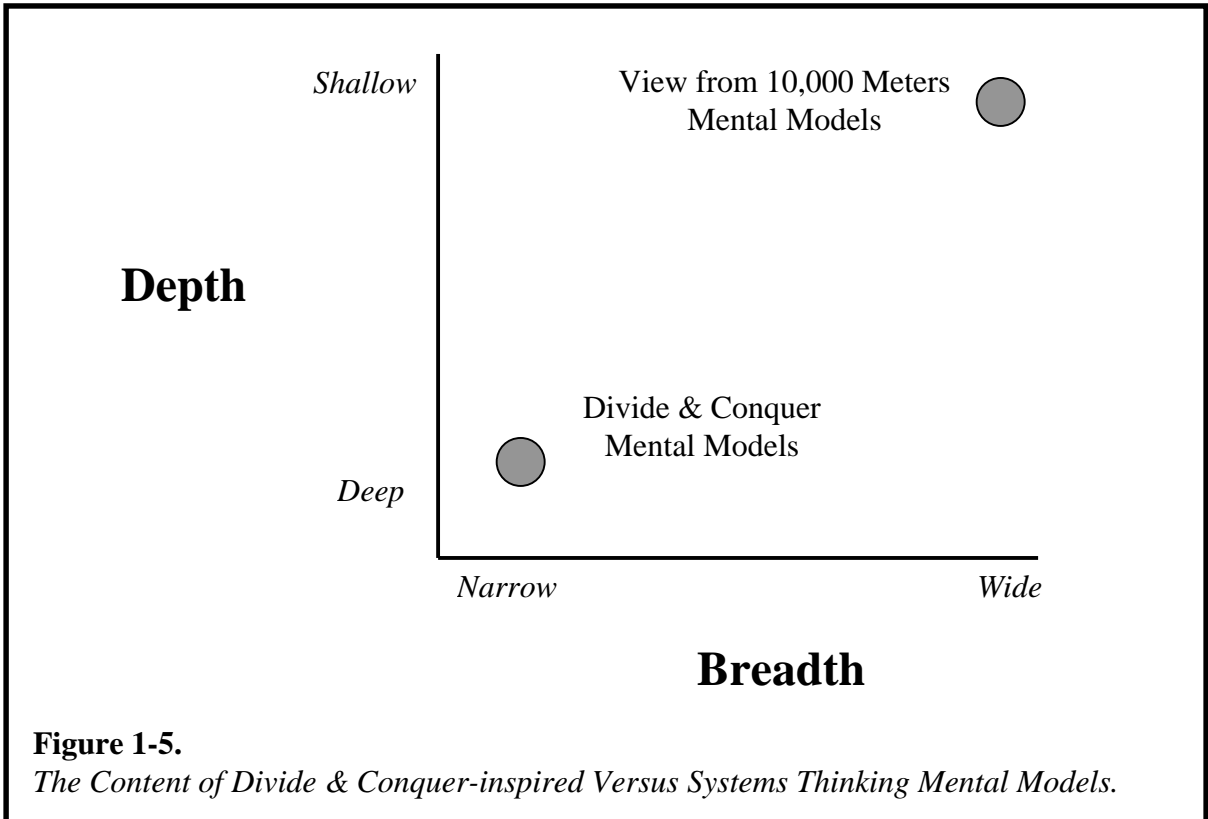 Shallow
View from 10,000 Meters
Mental Models
Depth
Divide & Conquer
Mental Models
Deep
Narrow
Wide
Breadth
Figure 1-5.
The Content of Divide & Conquer-inspired Versus Systems Thinking Mental Models.